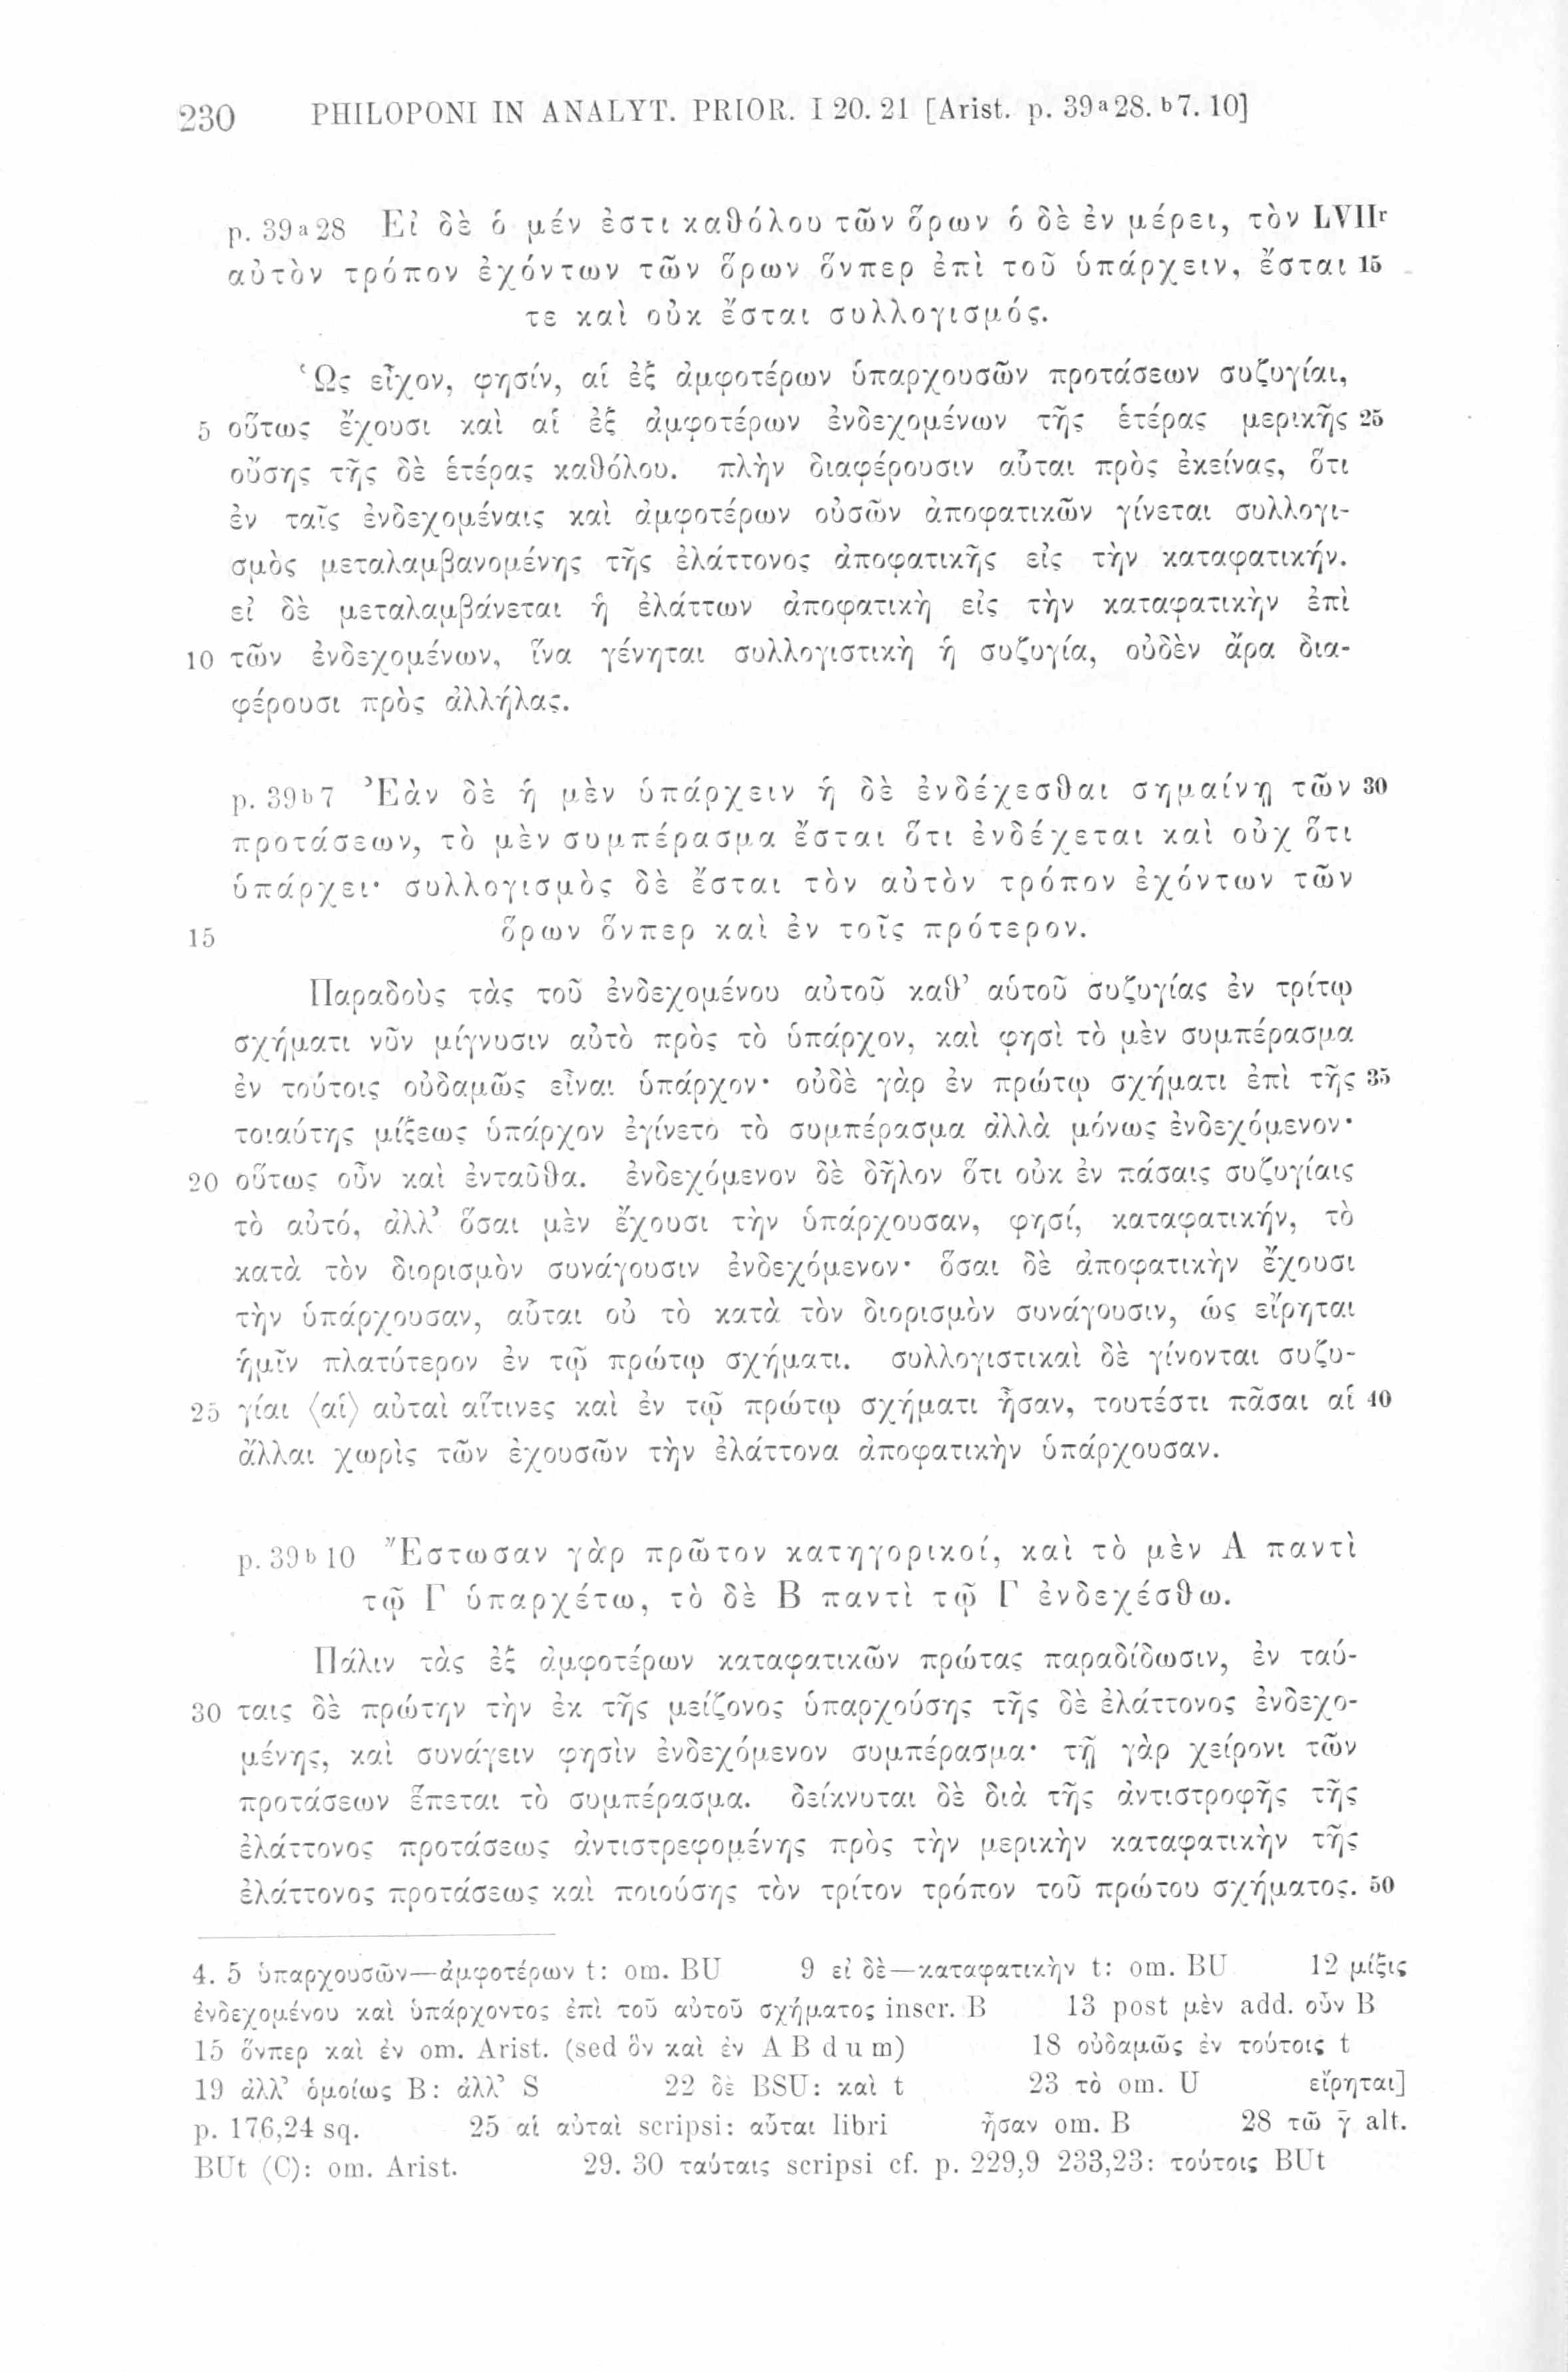 230 PHILOPONI IN ANALYT. PRIOR. I 20. 21 [Arist. p. 39a28. b7. 10]
p. 39a28 Εἰ δὲ ὁ μέν ἐστι καθόλου τῶν ὅρων ὁ δὲ ἐν μέρει, τὸν LVIIr
αὐτὸν τρόπον ἐχόντων τῶν ὅρων ὅνπερ ἐπὶ τοῦ ὑπάρχειν, ἔσται 15
τε καὶ οὐκ ἔσται συλλογισμός.
Ὡς εἶχον, φησίν, αἱ ἐξ ἀμφοτέρων ὑπαρχουσῶν προτάσεων συζυγίαι,
5 οὕτως ἔχουσι καὶ αἱ ἐξ ἀμφοτέρων ἐνδεχομένων τῆς ἑτέρας μερικῆς 25
οὔσης τῆς δὲ ἑτέρας καθόλου. πλὴν διαφέρουσιν αὗται πρὸς ἐκείνας, ὅτι
ἐν ταῖς ἐνδεχομέναις καὶ ἀμφοτέρων οὐσῶν ἀποφατικῶν γίνεται συλλογι-
σμὸς μεταλαμβανομένης τῆς ἐλάττονος ἀποφατικῆς εἰς τὴν καταφατικήν.
εἰ δὲ μεταλαμβάνεται ἡ ἐλάττων ἀποφατικὴ εἰς τὴν καταφατικὴν ἐπὶ
10 τῶν ἐνδεχομένων, ἵνα γένηται συλλογιστικὴ ἡ συζυγία, οὐδὲν ἄρα δια-
φέρουσι πρὸς ἀλλήλας.
p. 39b7 Ἐὰν δὲ ἡ μὲν ὑπάρχειν ἡ δὲ ἐνδέχεσθαι σημαίνῃ τῶν 30
προτάσεων, τὸ μὲν συμπέρασμα ἔσται ὅτι ἐνδέχεται καὶ οὐχ ὅτι
ὑπάρχει· συλλογισμὸς δὲ ἔσται τὸν αὐτὸν τρόπον ἐχόντων τῶν
15 ὅρων ὅνπερ καὶ ἐν τοῖς πρότερον.
Παραδοὺς τὰς τοῦ ἐνδεχομένου αὐτοῦ καθ’ αὑτοῦ συζυγίας ἐν τρίτῳ
σχήματι νῦν μίγνυσιν αὐτὸ πρὸς τὸ ὑπάρχον, καὶ φησὶ τὸ μὲν συμπέρασμα
ἐν τούτοις οὐδαμῶς εἶναι ὑπάρχον· οὐδὲ γὰρ ἐν πρώτῳ σχήματι ἐπὶ τῆς 35
τοιαύτης μίξεως ὑπάρχον ἐγίνετο τὸ συμπέρασμα ἀλλὰ μόνως ἐνδεχόμενον·
20 οὕτως οὖν καὶ ἐνταῦθα. ἐνδεχόμενον δὲ δῆλον ὅτι οὐκ ἐν πάσαις συζυγίαις
τὸ αὐτό, ἀλλ’ ὅσαι μὲν ἔχουσι τὴν ὑπάρχουσαν, φησί, καταφατικήν, τὸ
κατὰ τὸν διορισμὸν συνάγουσιν ἐνδεχόμενον· ὅσαι δὲ ἀποφατικὴν ἔχουσι
τὴν ὑπάρχουσαν, αὗται οὐ τὸ κατὰ τὸν διορισμὸν συνάγουσιν, ὡς εἴρηται
ἡμῖν πλατύτερον ἐν τῷ πρώτῳ σχήματι. συλλογιστικαὶ δὲ γίνονται συζυ-
25 γίαι ⟨αἱ⟩ αὐταὶ αἵτινες καὶ ἐν τῷ πρώτῳ σχήματι ἦσαν, τουτέστι πᾶσαι αἱ 40
ἄλλαι χωρὶς τῶν ἐχουσῶν τὴν ἐλάττονα ἀποφατικὴν ὑπάρχουσαν.
p. 39b10 Ἔστωσαν γὰρ πρῶτον κατηγορικοί, καὶ τὸ μὲν Α παντὶ
τῷ Γ ὑπαρχέτω, τὸ δὲ Β παντὶ τῷ Γ ἐνδεχέσθω.
Πάλιν τὰς ἐξ ἀμφοτέρων καταφατικῶν πρώτας παραδίδωσιν, ἐν ταύ-
30 ταις δὲ πρώτην τὴν ἐκ τῆς μείζονος ὑπαρχούσης τῆς δὲ ἐλάττονος ἐνδεχο-
μένης, καὶ συνάγειν φησὶν ἐνδεχόμενον συμπέρασμα· τῇ γὰρ χείρονι τῶν
προτάσεων ἕπεται τὸ συμπέρασμα. δείκνυται δὲ διὰ τῆς ἀντιστροφῆς τῆς
ἐλάττονος προτάσεως ἀντιστρεφομένης πρὸς τὴν μερικὴν καταφατικὴν τῆς
ἐλάττονος προτάσεως καὶ ποιούσης τὸν τρίτον τρόπον τοῦ πρώτου σχήματος. 50
4. 5 ὑπαρχουσῶν—ἀμφοτέρων t: om. BU 9 εἰ δὲ—καταφατικὴν t: om. BU 12 μίξις
ἐνδεχομένου καὶ ὑπάρχοντος ἐπὶ τοῦ αὐτοῦ σχήματος inscr. B 13 post μὲν add. οὖν B
15 ὅνπερ καὶ ἐν om. Arist. (sed ὃν καὶ ἐν A B d u m) 18 οὐδαμῶς ἐν τούτοις t
19 ἀλλ’ ὁμοίως B: ἀλλ’ S 22 δὲ BSU: καὶ t 23 τὸ om. U εἴρηται]
p. 176,24 sq. 25 αἱ αὐταὶ scripsi: αὗται libri ἦσαν om. B 28 τῶ γ̄ alt.
BUt (C): om. Arist. 29. 30 ταύταις scripsi cf. p. 229,9 233,23: τούτοις BUt